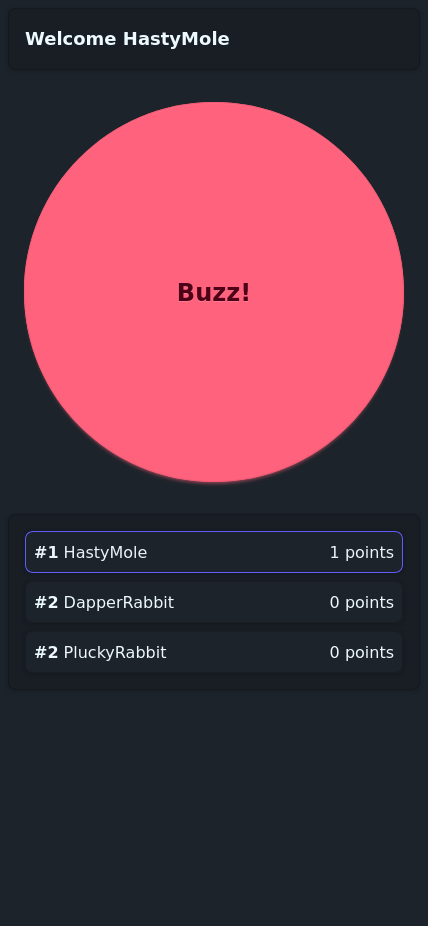 Welcome HastyMole
Buzz!
#1 HastyMole 1 points
#2 DapperRabbit 0 points
#2 PluckyRabbit 0 points